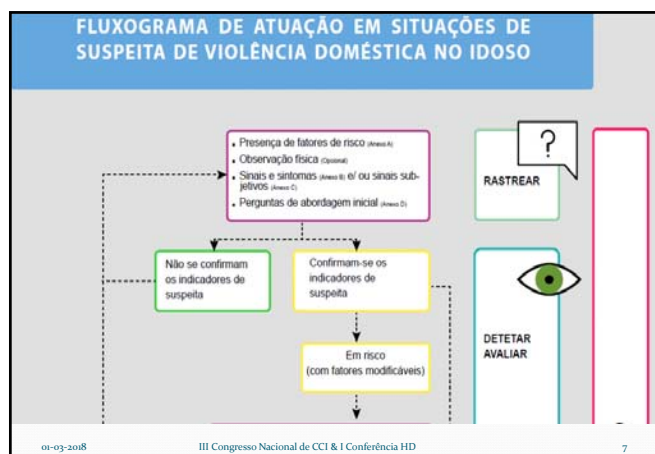 FLUXOGRAMA DE ATUAÇÃO EM SITUAÇÕES DE
SUSPEITA DE VIOLÊNCIA DOMÉSTICA NO IDOSO
• Presença de fatores de risco (Anexo A)
• Observação física (Opcional)
• Sinais e sintomas (Anexo B) e/ ou sinais sub-
jetivos (Anexo C)
• Perguntas de abordagem inicial (Anexo D)
?
RASTREAR
Não se confirmam
os indicadores de
suspeita
Confirmam-se os
indicadores de
suspeita
DETETAR
AVALIAR
Em risco
(com fatores modificáveis)
01-03-2018
III Congresso Nacional de CCI & I Conferência HD
7